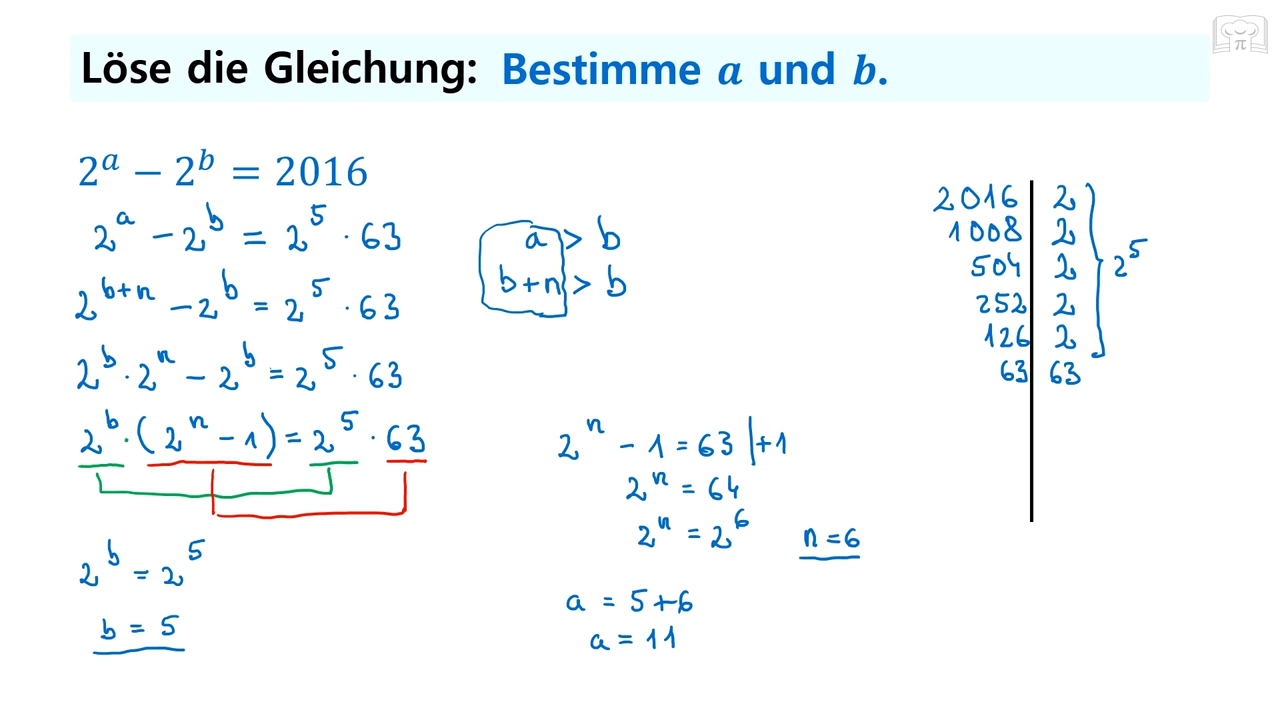 Löse die Gleichung: Bestimme a und b.
2^a − 2^b = 2016
2^a − 2^b = 2^5 · 63
2^(b+n) − 2^b = 2^5 · 63
2^b · 2^n − 2^b = 2^5 · 63
2^b · (2^n − 1) = 2^5 · 63
2^b = 2^5
b = 5
a > b
b+n > b
2^n − 1 = 63 |+1
2^n = 64
2^n = 2^6
n = 6
a = 5+6
a = 11
2016 | 2
1008 | 2
504 | 2
252 | 2
126 | 2
63 | 63
2^5
π